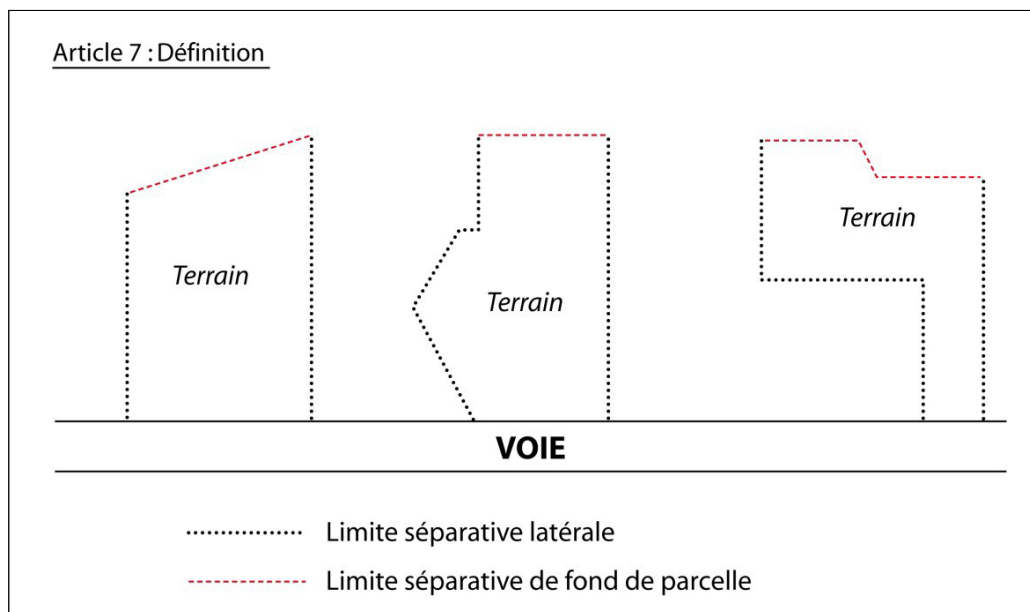 Article 7 : Définition
Terrain
Terrain
Terrain
VOIE
Limite séparative latérale
Limite séparative de fond de parcelle